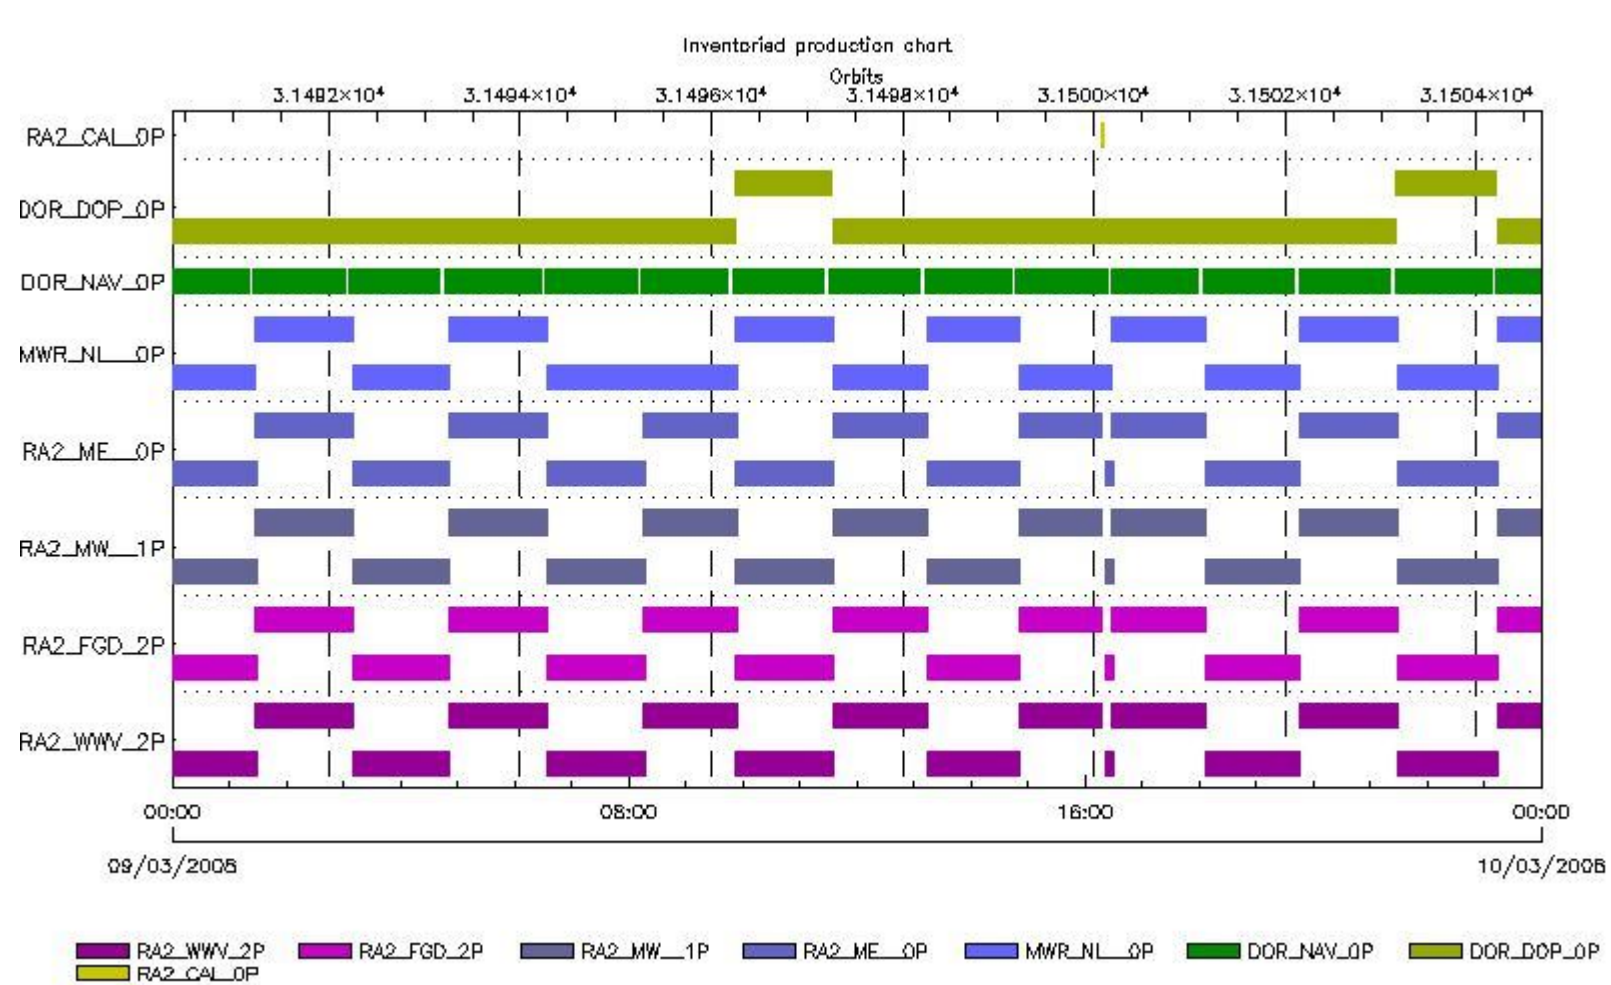 Inventoried production chart
Orbits
3.1492×10⁴ 3.1494×10⁴ 3.1496×10⁴ 3.1498×10⁴ 3.1500×10⁴ 3.1502×10⁴ 3.1504×10⁴
RA2_CAL_0P
DOR_DOP_0P
DOR_NAV_0P
MWR_NL__0P
RA2_ME__0P
RA2_MW__1P
RA2_FGD_2P
RA2_WWV_2P
00:00 08:00 16:00 00:00
09/03/2008 10/03/2008
RA2_WWV_2P RA2_FGD_2P RA2_MW__1P RA2_ME__0P MWR_NL__0P DOR_NAV_0P DOR_DOP_0P
RA2_CAL_0P